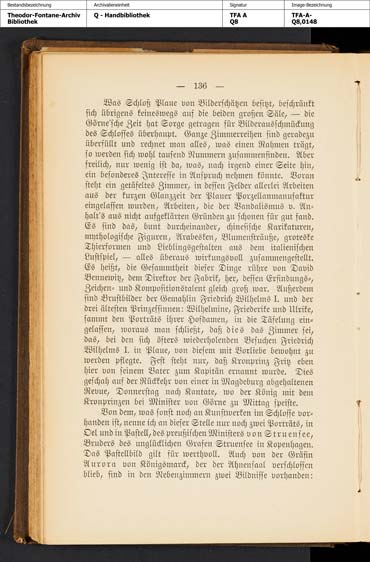 Bestandsbezeichnung
Archivalieneinheit
Signatur
Image-Bezeichnung
Theodor-Fontane-Archiv
Bibliothek
Q - Handbibliothek
TFA A
Q8
TFA-A-
Q8,0148
— 136 —
Was Schloß Plaue von Bilderschätzen besitzt, beschränkt
sich übrigens keineswegs auf die beiden großen Säle, — die
Görne'sche Zeit hat Sorge getragen für Bilderausschmückung
des Schlosses überhaupt. Ganze Zimmerreihen sind geradezu
überfüllt und rechnet man alles, was einen Rahmen trägt,
so werden sich wohl tausend Nummern zusammenfinden. Aber
freilich, nur wenig ist da, was, nach irgend einer Seite hin,
ein besonderes Interesse in Anspruch nehmen könnte. Voran
steht ein getäfeltes Zimmer, in dessen Felder allerlei Arbeiten
aus der kurzen Glanzzeit der Plauer Porzellanmanufaktur
eingelassen wurden, Arbeiten, die der Vandalismus v. An-
halt's aus nicht aufgeklärten Gründen zu schonen für gut fand.
Es sind das, bunt durcheinander, chinesische Karikaturen,
mythologische Figuren, Arabesken, Blumensträuße, groteske
Thierformen und Lieblingsgestalten aus dem italienischen
Lustspiel, — alles überaus wirkungsvoll zusammengestellt.
Es heißt, die Gesammtheit dieser Dinge rühre von David
Bennewitz, dem Direktor der Fabrik, her, dessen Erfindungs-,
Zeichen- und Kompositionstalent gleich groß war. Außerdem
sind Brustbilder der Gemahlin Friedrich Wilhelms I. und der
drei ältesten Prinzessinnen: Wilhelmine, Friederike und Ulrike,
sammt den Porträts ihrer Hofdamen, in die Täfelung ein-
gelassen, woraus man schließt, daß dies das Zimmer sei,
das, bei den sich öfters wiederholenden Besuchen Friedrich
Wilhelms I. in Plaue, von diesem mit Vorliebe bewohnt zu
werden pflegte. Fest steht nur, daß Kronprinz Fritz eben
hier von seinem Vater zum Kapitän ernannt wurde. Dies
geschah auf der Rückkehr von einer in Magdeburg abgehaltenen
Revue, Donnerstag nach Kantate, wo der König mit dem
Kronprinzen bei Minister von Görne zu Mittag speiste.
Von dem, was sonst noch an Kunstwerken im Schlosse vor-
handen ist, nenne ich an dieser Stelle nur noch zwei Porträts, in
Oel und in Pastell, des preußischen Ministers von Struensee,
Bruders des unglücklichen Grafen Struensee in Kopenhagen.
Das Pastellbild gilt für werthvoll. Auch von der Gräfin
Aurora von Königsmarck, der der Ahnensaal verschlossen
blieb, sind in den Nebenzimmern zwei Bildnisse vorhanden: